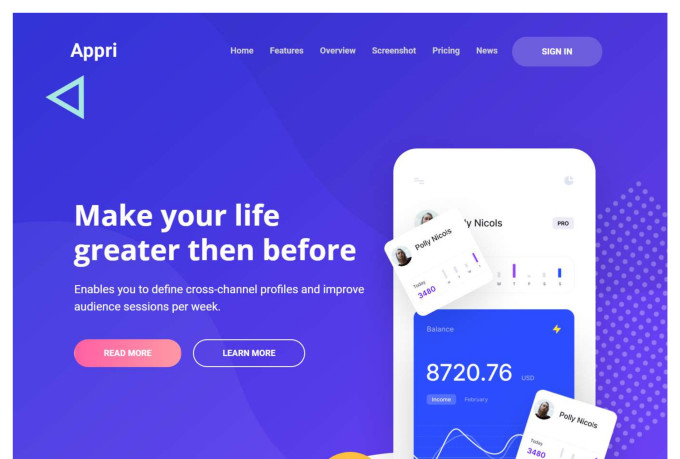 Appri
Home Features Overview Screenshot Pricing News SIGN IN
Make your life
greater then before
Enables you to define cross-channel profiles and improve
audience sessions per week.
READ MORE LEARN MORE
ly Nicols PRO
Polly Nicols
Today
3480
Balance
8720.76 USD
Income February
Polly Nicols
Today
3480